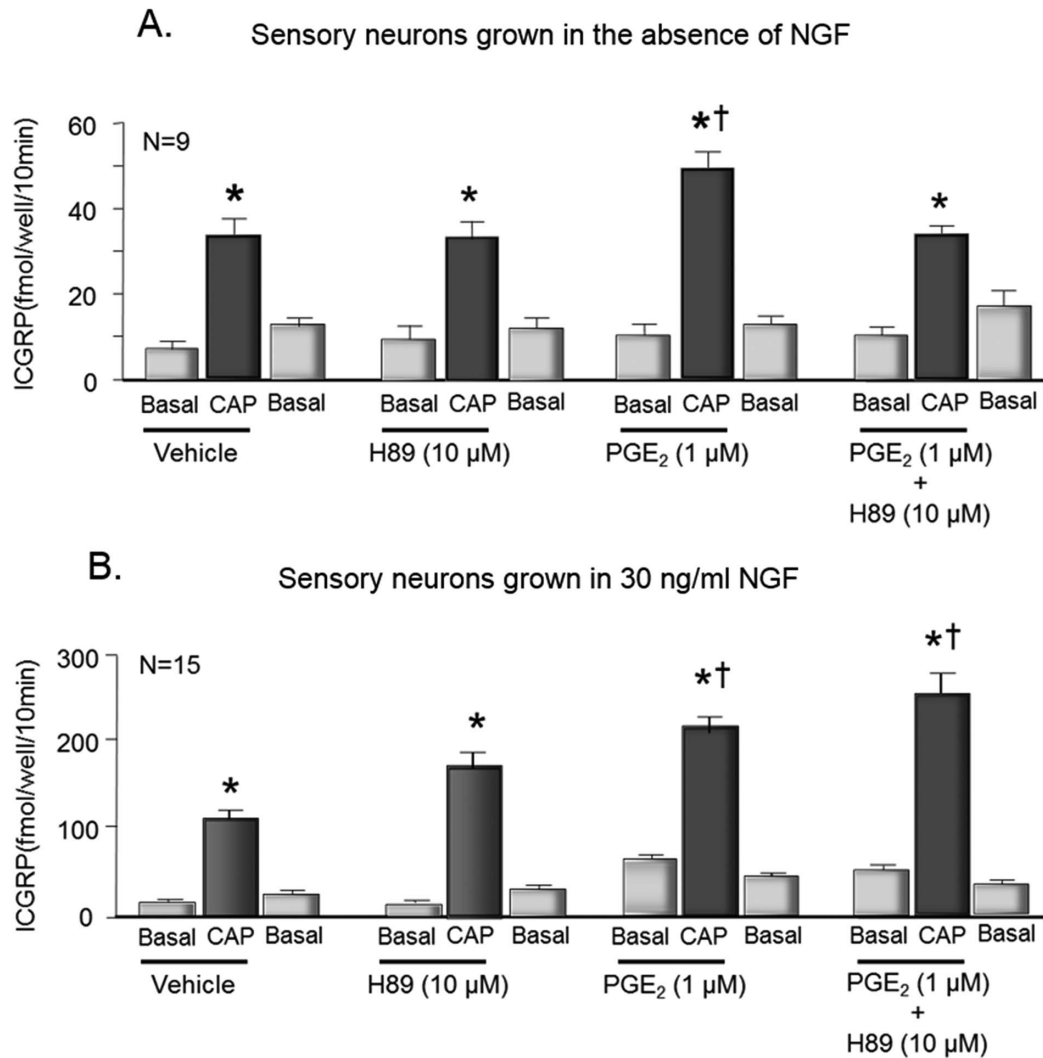 A.
Sensory neurons grown in the absence of NGF
ICGRP(fmol/well/10min)
60
40
20
0
N=9
*
*
*†
*
Basal CAP Basal
Basal CAP Basal
Basal CAP Basal
Basal CAP Basal
Vehicle
H89 (10 µM)
PGE₂ (1 µM)
PGE₂ (1 µM)
+
H89 (10 µM)
B.
Sensory neurons grown in 30 ng/ml NGF
ICGRP(fmol/well/10min)
300
200
100
0
N=15
*
*
*†
*†
Basal CAP Basal
Basal CAP Basal
Basal CAP Basal
Basal CAP Basal
Vehicle
H89 (10 µM)
PGE₂ (1 µM)
PGE₂ (1 µM)
+
H89 (10 µM)